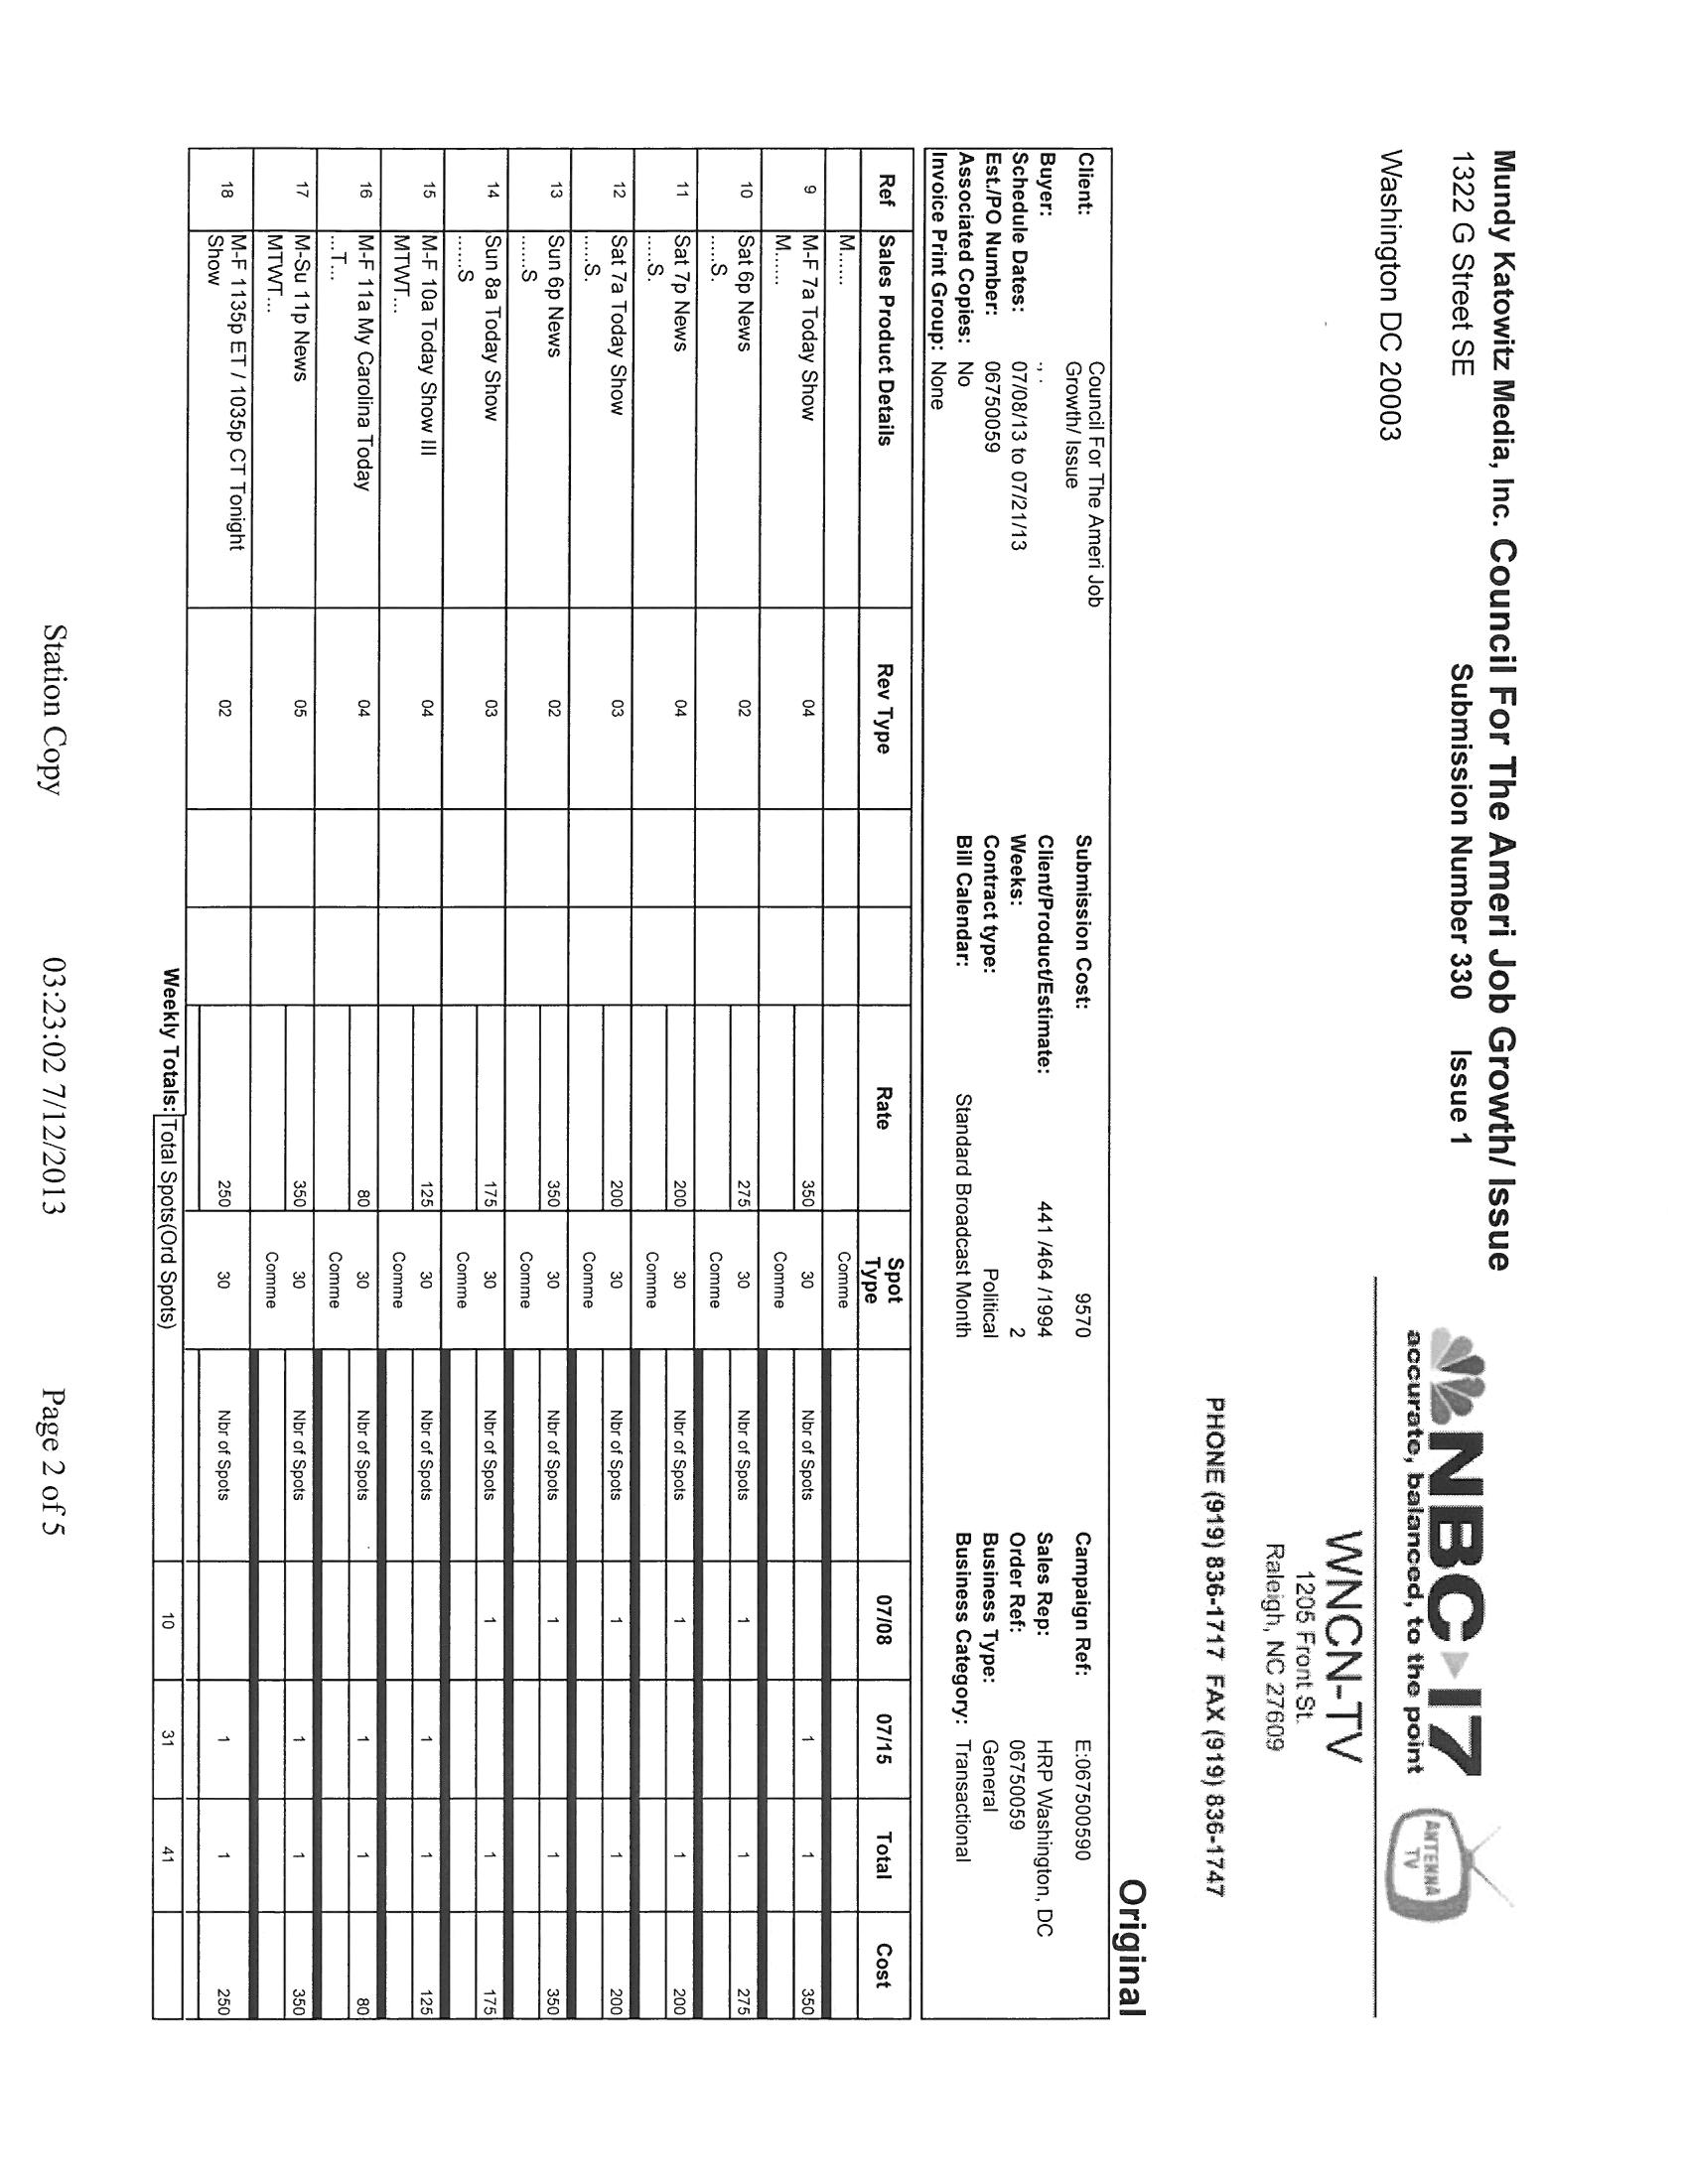 Mundy Katowitz Media, Inc. Council For The Ameri Job Growth/ Issue
1322 G Street SE Submission Number 330 Issue 1
Washington DC 20003
NBC 17
accurate, balanced, to the point
ANTENNA
TV
WNCN-TV
1205 Front St.
Raleigh, NC 27609
PHONE (919) 836-1717 FAX (919) 836-1747
Original
Client: Council For The Ameri Job Submission Cost: 9570 Campaign Ref: E:067500590
Growth/ Issue
Buyer: , . Client/Product/Estimate: 441 /464 /1994 Sales Rep: HRP Washington, DC
Schedule Dates: 07/08/13 to 07/21/13 Weeks: 2 Order Ref: 06750059
Est./PO Number: 06750059 Contract type: Political Business Type: General
Associated Copies: No Bill Calendar: Standard Broadcast Month Business Category: Transactional
Invoice Print Group: None
Ref Sales Product Details Rev Type Rate Spot Type 07/08 07/15 Total Cost
M...... Comme
9 M-F 7a Today Show 04 350 30 Nbr of Spots 1 1 350
M...... Comme
10 Sat 6p News 02 275 30 Nbr of Spots 1 1 275
.....S. Comme
11 Sat 7p News 04 200 30 Nbr of Spots 1 1 200
.....S. Comme
12 Sat 7a Today Show 03 200 30 Nbr of Spots 1 1 200
.....S. Comme
13 Sun 6p News 02 350 30 Nbr of Spots 1 1 350
......S Comme
14 Sun 8a Today Show 03 175 30 Nbr of Spots 1 1 175
......S Comme
15 M-F 10a Today Show III 04 125 30 Nbr of Spots 1 1 125
MTWT... Comme
16 M-F 11a My Carolina Today 04 80 30 Nbr of Spots 1 1 80
...T... Comme
17 M-Su 11p News 05 350 30 Nbr of Spots 1 1 350
MTWT... Comme
18 M-F 1135p ET / 1035p CT Tonight 02 250 30 Nbr of Spots 1 1 250
Show
Weekly Totals: Total Spots(Ord Spots) 10 31 41
Station Copy 03:23:02 7/12/2013 Page 2 of 5